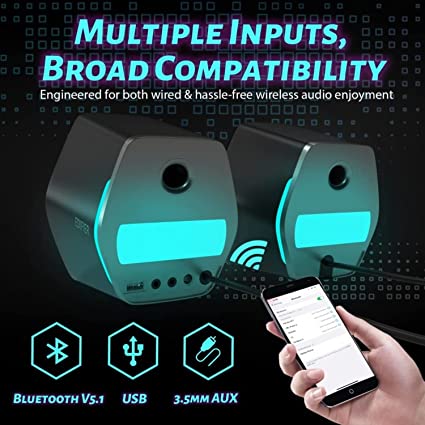 MULTIPLE INPUTS,
BROAD COMPATIBILITY
Engineered for both wired & hassle-free wireless audio enjoyment
EDIFIER
BLUETOOTH V5.1
USB
3.5MM AUX